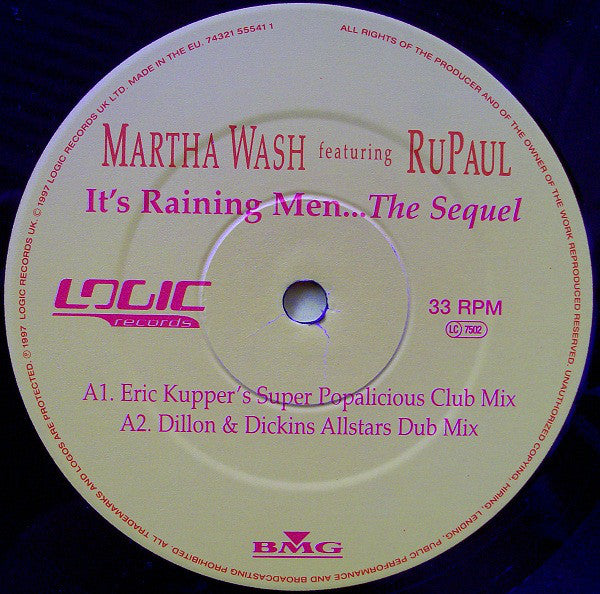 MARTHA WASH featuring RUPAUL
It's Raining Men...The Sequel
LOGIC
records
33 RPM
LC 7502
A1. Eric Kupper's Super Popalicious Club Mix
A2. Dillon & Dickins Allstars Dub Mix
BMG
℗ 1997 LOGIC RECORDS UK. © 1997 LOGIC RECORDS UK LTD. MADE IN THE EU. 74321 55541 1
ALL RIGHTS OF THE PRODUCER AND OF THE OWNER OF THE WORK REPRODUCED RESERVED. UNAUTHORIZED COPYING, HIRING, LENDING, PUBLIC PERFORMANCE AND BROADCASTING PROHIBITED. ALL TRADEMARKS AND LOGOS ARE PROTECTED.